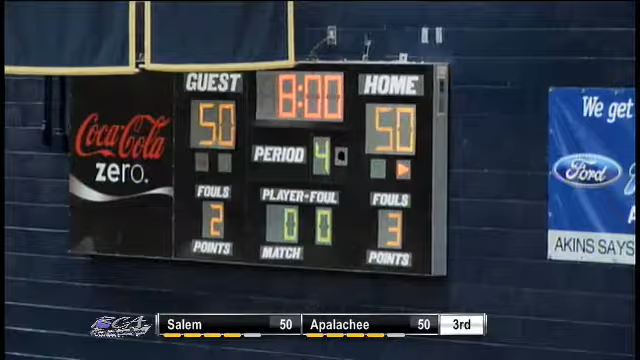 GUEST
8:00
HOME
50
50
PERIOD
4
FOULS
PLAYER-FOUL
FOULS
2
0 0
3
POINTS
MATCH
POINTS
Coca-Cola
zero.
We get
Ford
AKINS SAYS
Salem 50 Apalachee 50 3rd